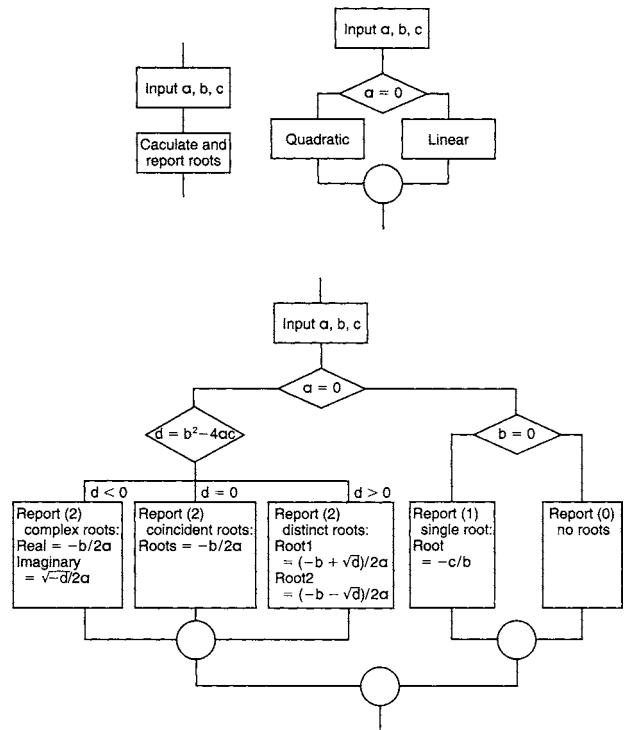 Input a, b, c
Caculate and
report roots
Input a, b, c
a = 0
Quadratic
Linear
Input a, b, c
a = 0
d = b²−4ac
b = 0
d < 0
d = 0
d > 0
Report (2)
complex roots:
Real = −b/2a
Imaginary
= √−d/2a
Report (2)
coincident roots:
Roots = −b/2a
Report (2)
distinct roots:
Root1
= (−b + √d)/2a
Root2
= (−b − √d)/2a
Report (1)
single root:
Root
= −c/b
Report (0)
no roots